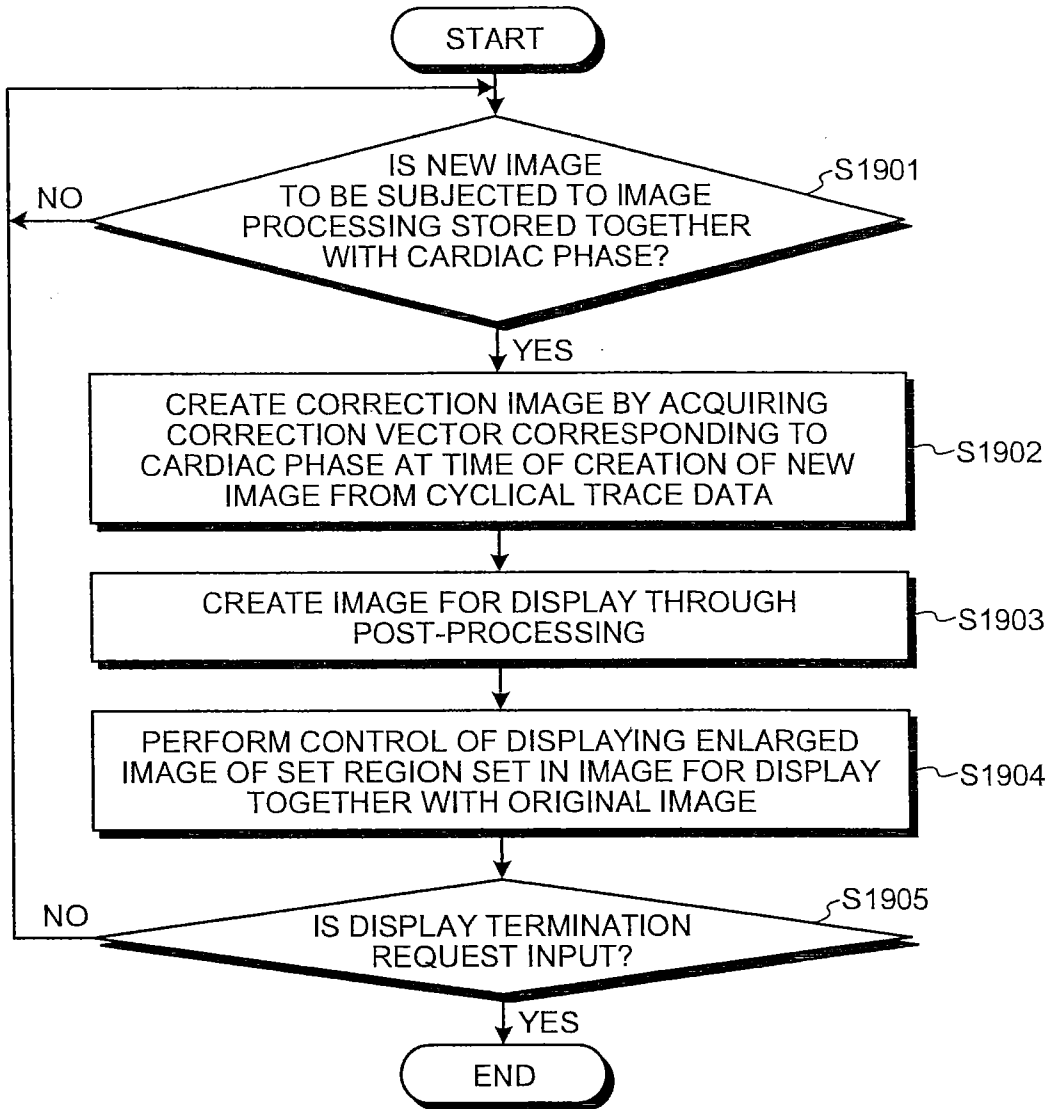 START
IS NEW IMAGE
TO BE SUBJECTED TO IMAGE
PROCESSING STORED TOGETHER
WITH CARDIAC PHASE?
S1901
NO
YES
CREATE CORRECTION IMAGE BY ACQUIRING
CORRECTION VECTOR CORRESPONDING TO
CARDIAC PHASE AT TIME OF CREATION OF NEW
IMAGE FROM CYCLICAL TRACE DATA
S1902
CREATE IMAGE FOR DISPLAY THROUGH
POST-PROCESSING
S1903
PERFORM CONTROL OF DISPLAYING ENLARGED
IMAGE OF SET REGION SET IN IMAGE FOR DISPLAY
TOGETHER WITH ORIGINAL IMAGE
S1904
IS DISPLAY TERMINATION
REQUEST INPUT?
S1905
NO
YES
END